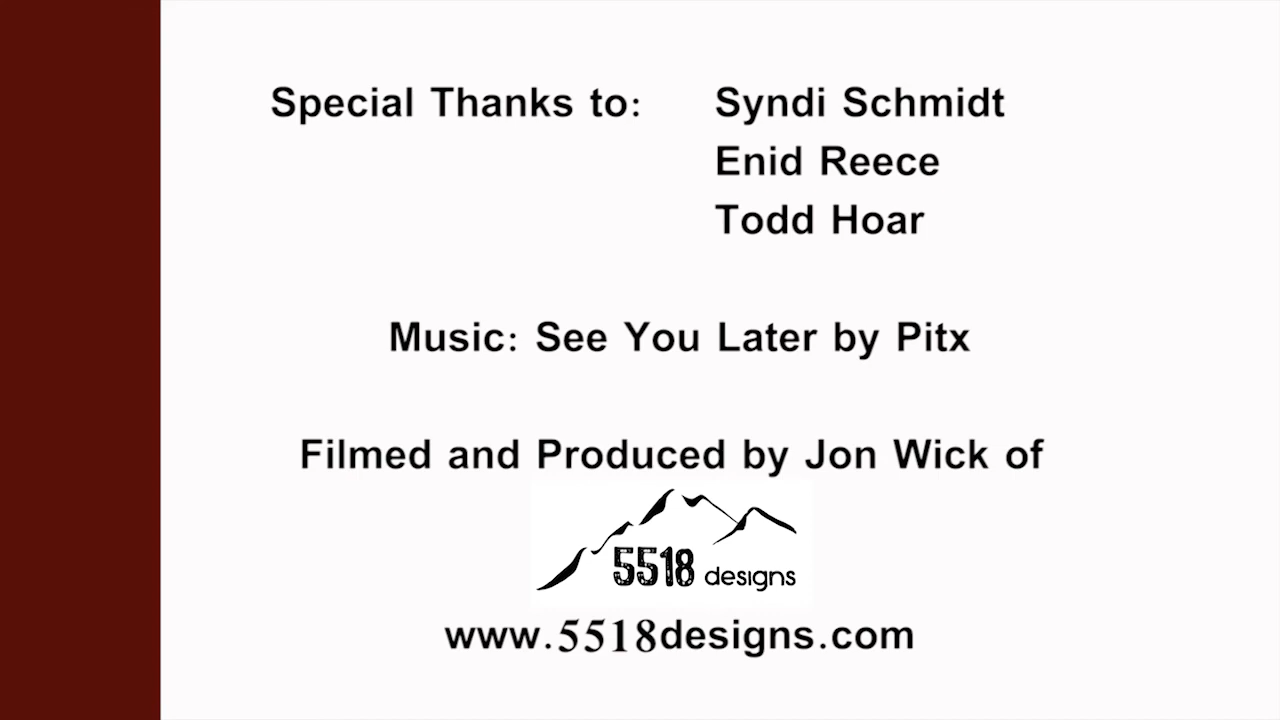 Special Thanks to: Syndi Schmidt
Enid Reece
Todd Hoar
Music: See You Later by Pitx
Filmed and Produced by Jon Wick of
5518 designs
www.5518designs.com